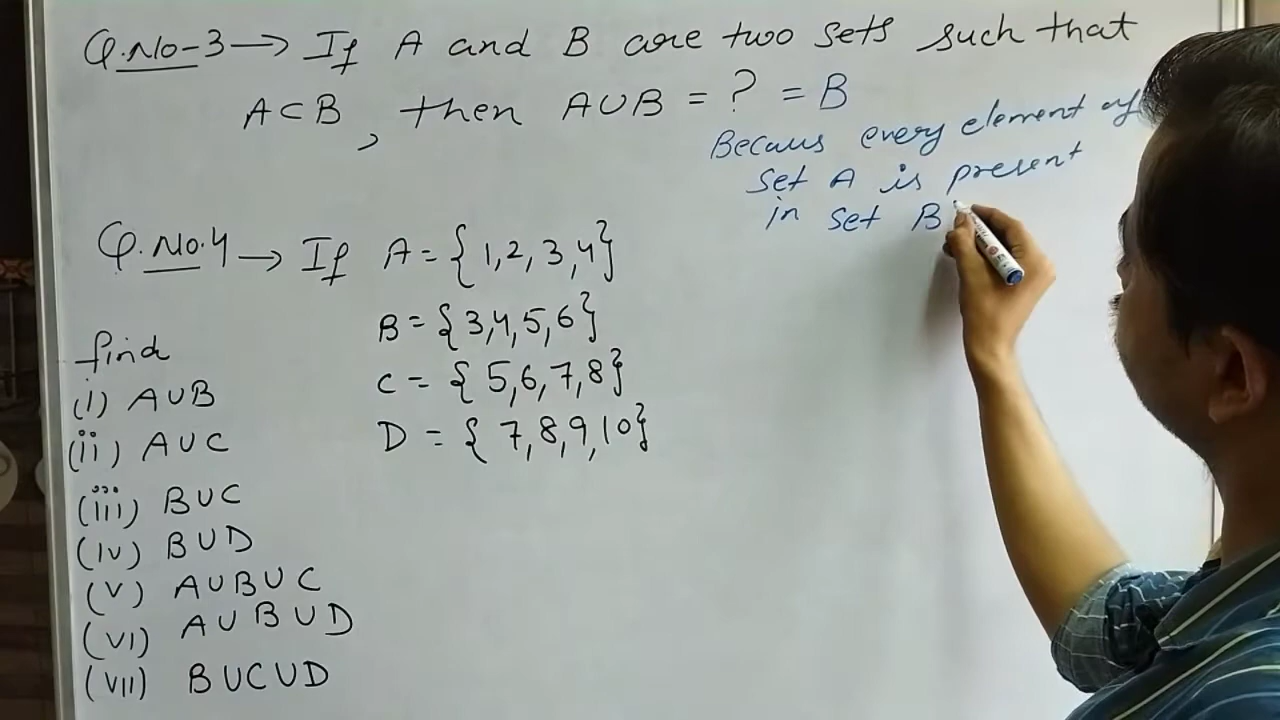 Q.No-3→ If A and B are two sets such that
A⊂B, then A∪B = ? = B
Becaus every element of
set A is present
in set B
Q.No.4→ If A = {1,2,3,4}
B = {3,4,5,6}
C = {5,6,7,8}
D = {7,8,9,10}
find
(i) A∪B
(ii) A∪C
(iii) B∪C
(iv) B∪D
(v) A∪B∪C
(vi) A∪B∪D
(vii) B∪C∪D